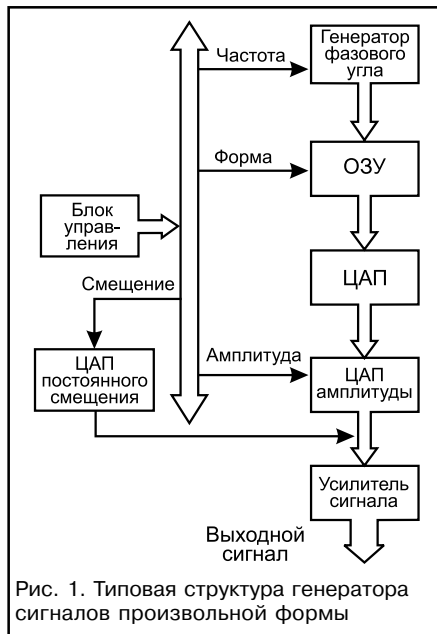 Частота
Генератор
фазового
угла
Форма
ОЗУ
Блок
управ-
ления
ЦАП
Смещение
ЦАП
постоянного
смещения
Амплитуда
ЦАП
амплитуды
Усилитель
сигнала
Выходной
сигнал
Рис. 1. Типовая структура генератора
сигналов произвольной формы